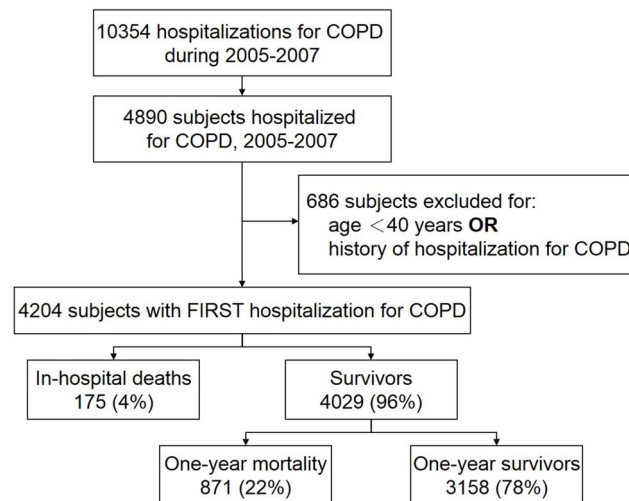 10354 hospitalizations for COPD
during 2005-2007
4890 subjects hospitalized
for COPD, 2005-2007
686 subjects excluded for:
age <40 years OR
history of hospitalization for COPD
4204 subjects with FIRST hospitalization for COPD
In-hospital deaths
175 (4%)
Survivors
4029 (96%)
One-year mortality
871 (22%)
One-year survivors
3158 (78%)